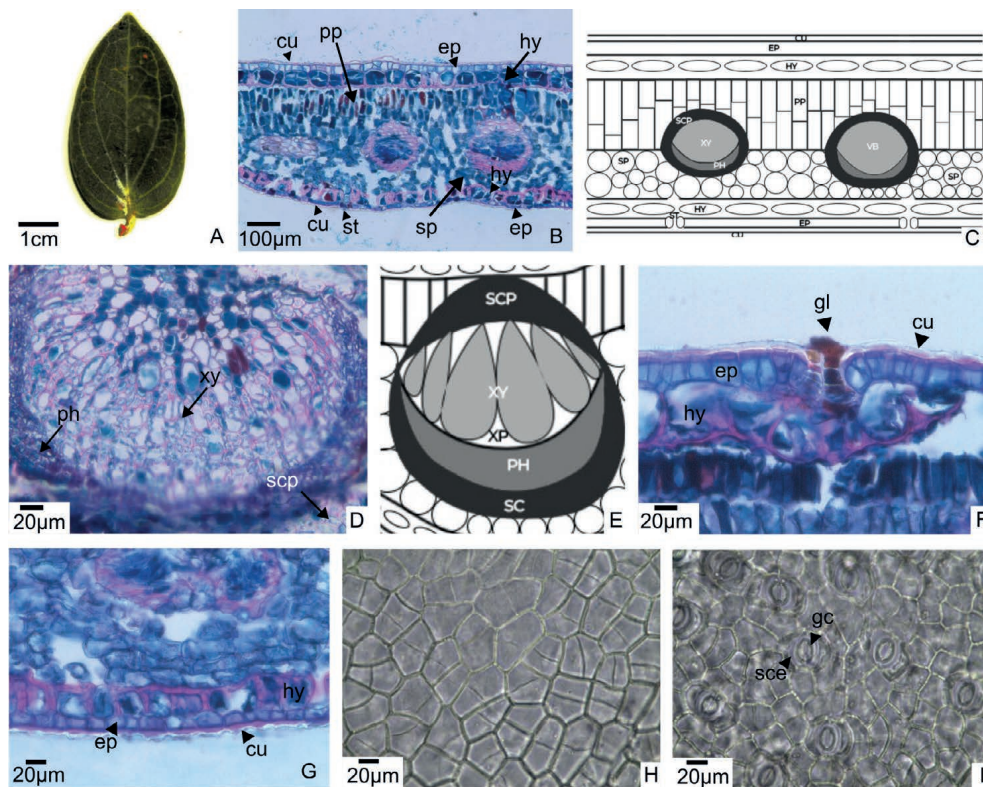 1cm
A
cu
pp
ep
hy
hy
100µm
cu
st
sp
ep
B
CU
EP
HY
PP
SCP
XY
VB
PH
SP
SP
ST
HY
EP
CU
C
xy
ph
scp
20µm
D
SCP
XY
XP
PH
SC
E
gl
cu
ep
hy
20µm
F
hy
ep
cu
20µm
G
20µm
H
gc
sce
20µm
I